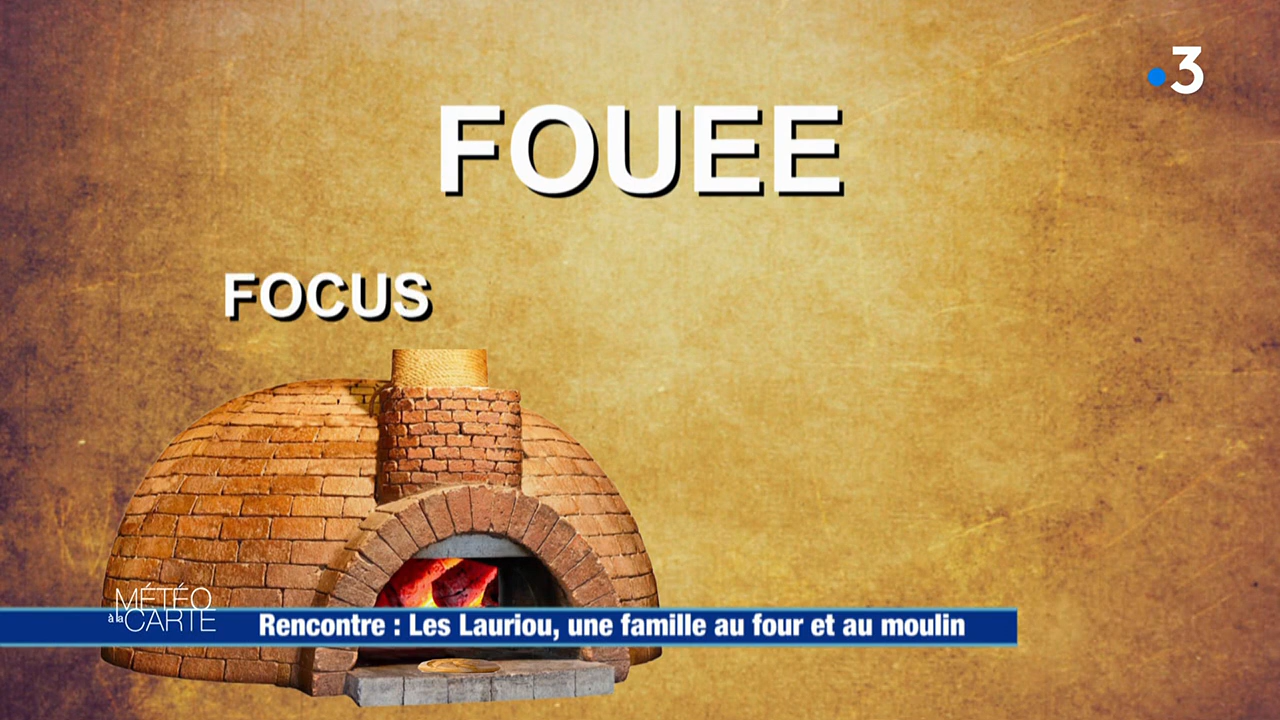 3
FOUEE
FOCUS
MÉTÉO
à la CARTE
Rencontre : Les Lauriou, une famille au four et au moulin